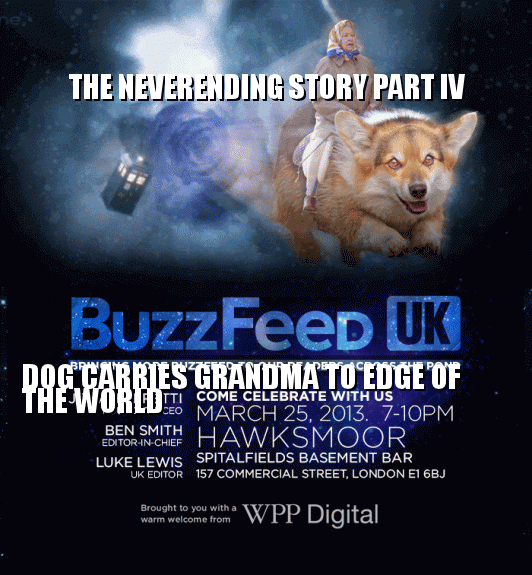 THE NEVERENDING STORY PART IV
BUZZFEED UK
DOG CARRIES GRANDMA TO EDGE OF
THE WORLD
CEO
BEN SMITH
EDITOR-IN-CHIEF
LUKE LEWIS
UK EDITOR
COME CELEBRATE WITH US
MARCH 25, 2013. 7-10PM
HAWKSMOOR
SPITALFIELDS BASEMENT BAR
157 COMMERCIAL STREET, LONDON E1 6BJ
Brought to you with a
warm welcome from
WPP Digital